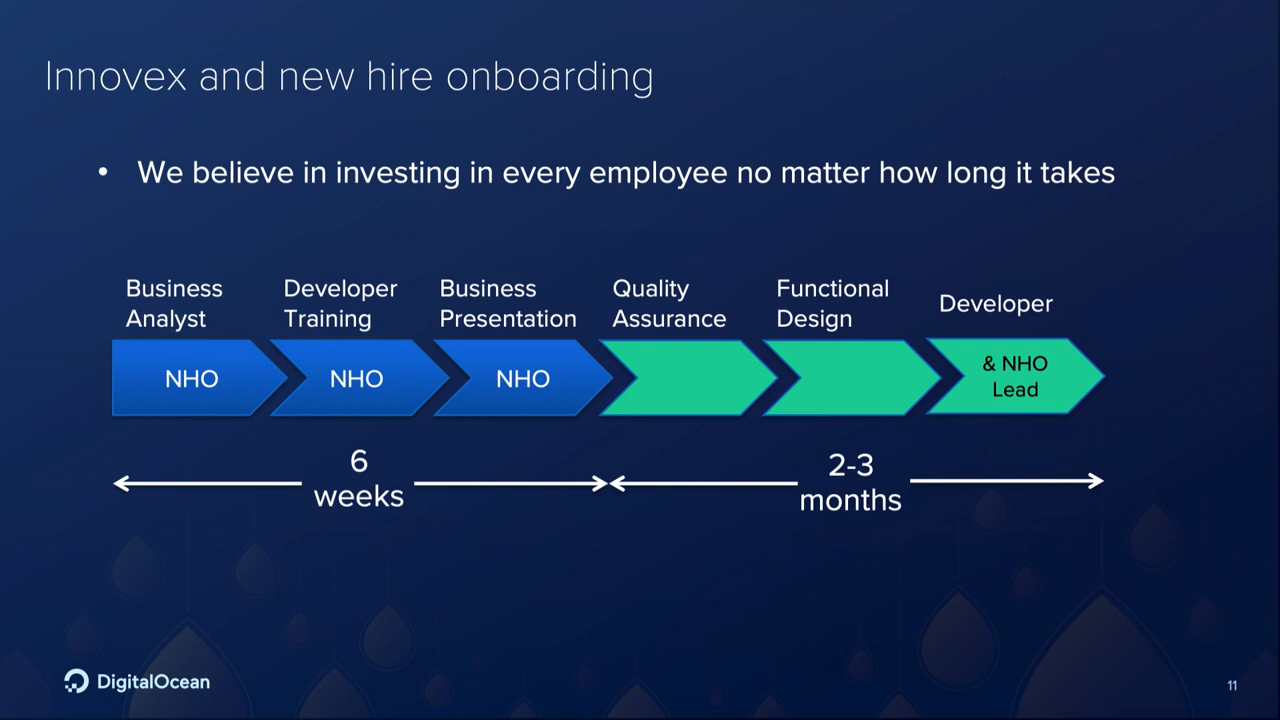 Innovex and new hire onboarding
• We believe in investing in every employee no matter how long it takes
Business
Analyst
Developer
Training
Business
Presentation
Quality
Assurance
Functional
Design
Developer
NHO
NHO
NHO
& NHO
Lead
6
weeks
2-3
months
DigitalOcean
11